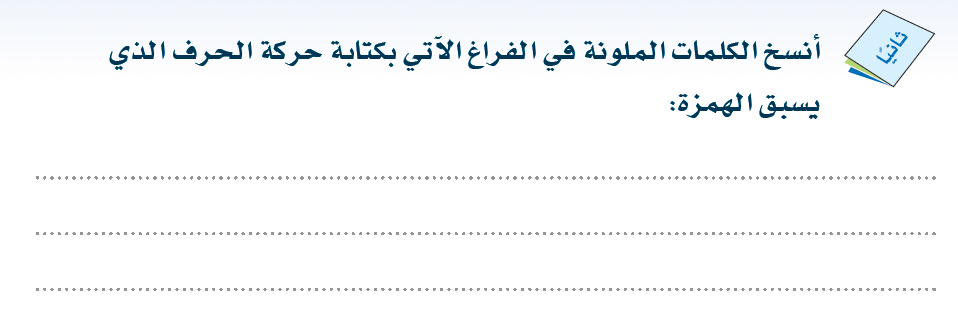 ثانيًا
أنسخ الكلمات الملونة في الفراغ الآتي بكتابة حركة الحرف الذي
يسبق الهمزة: